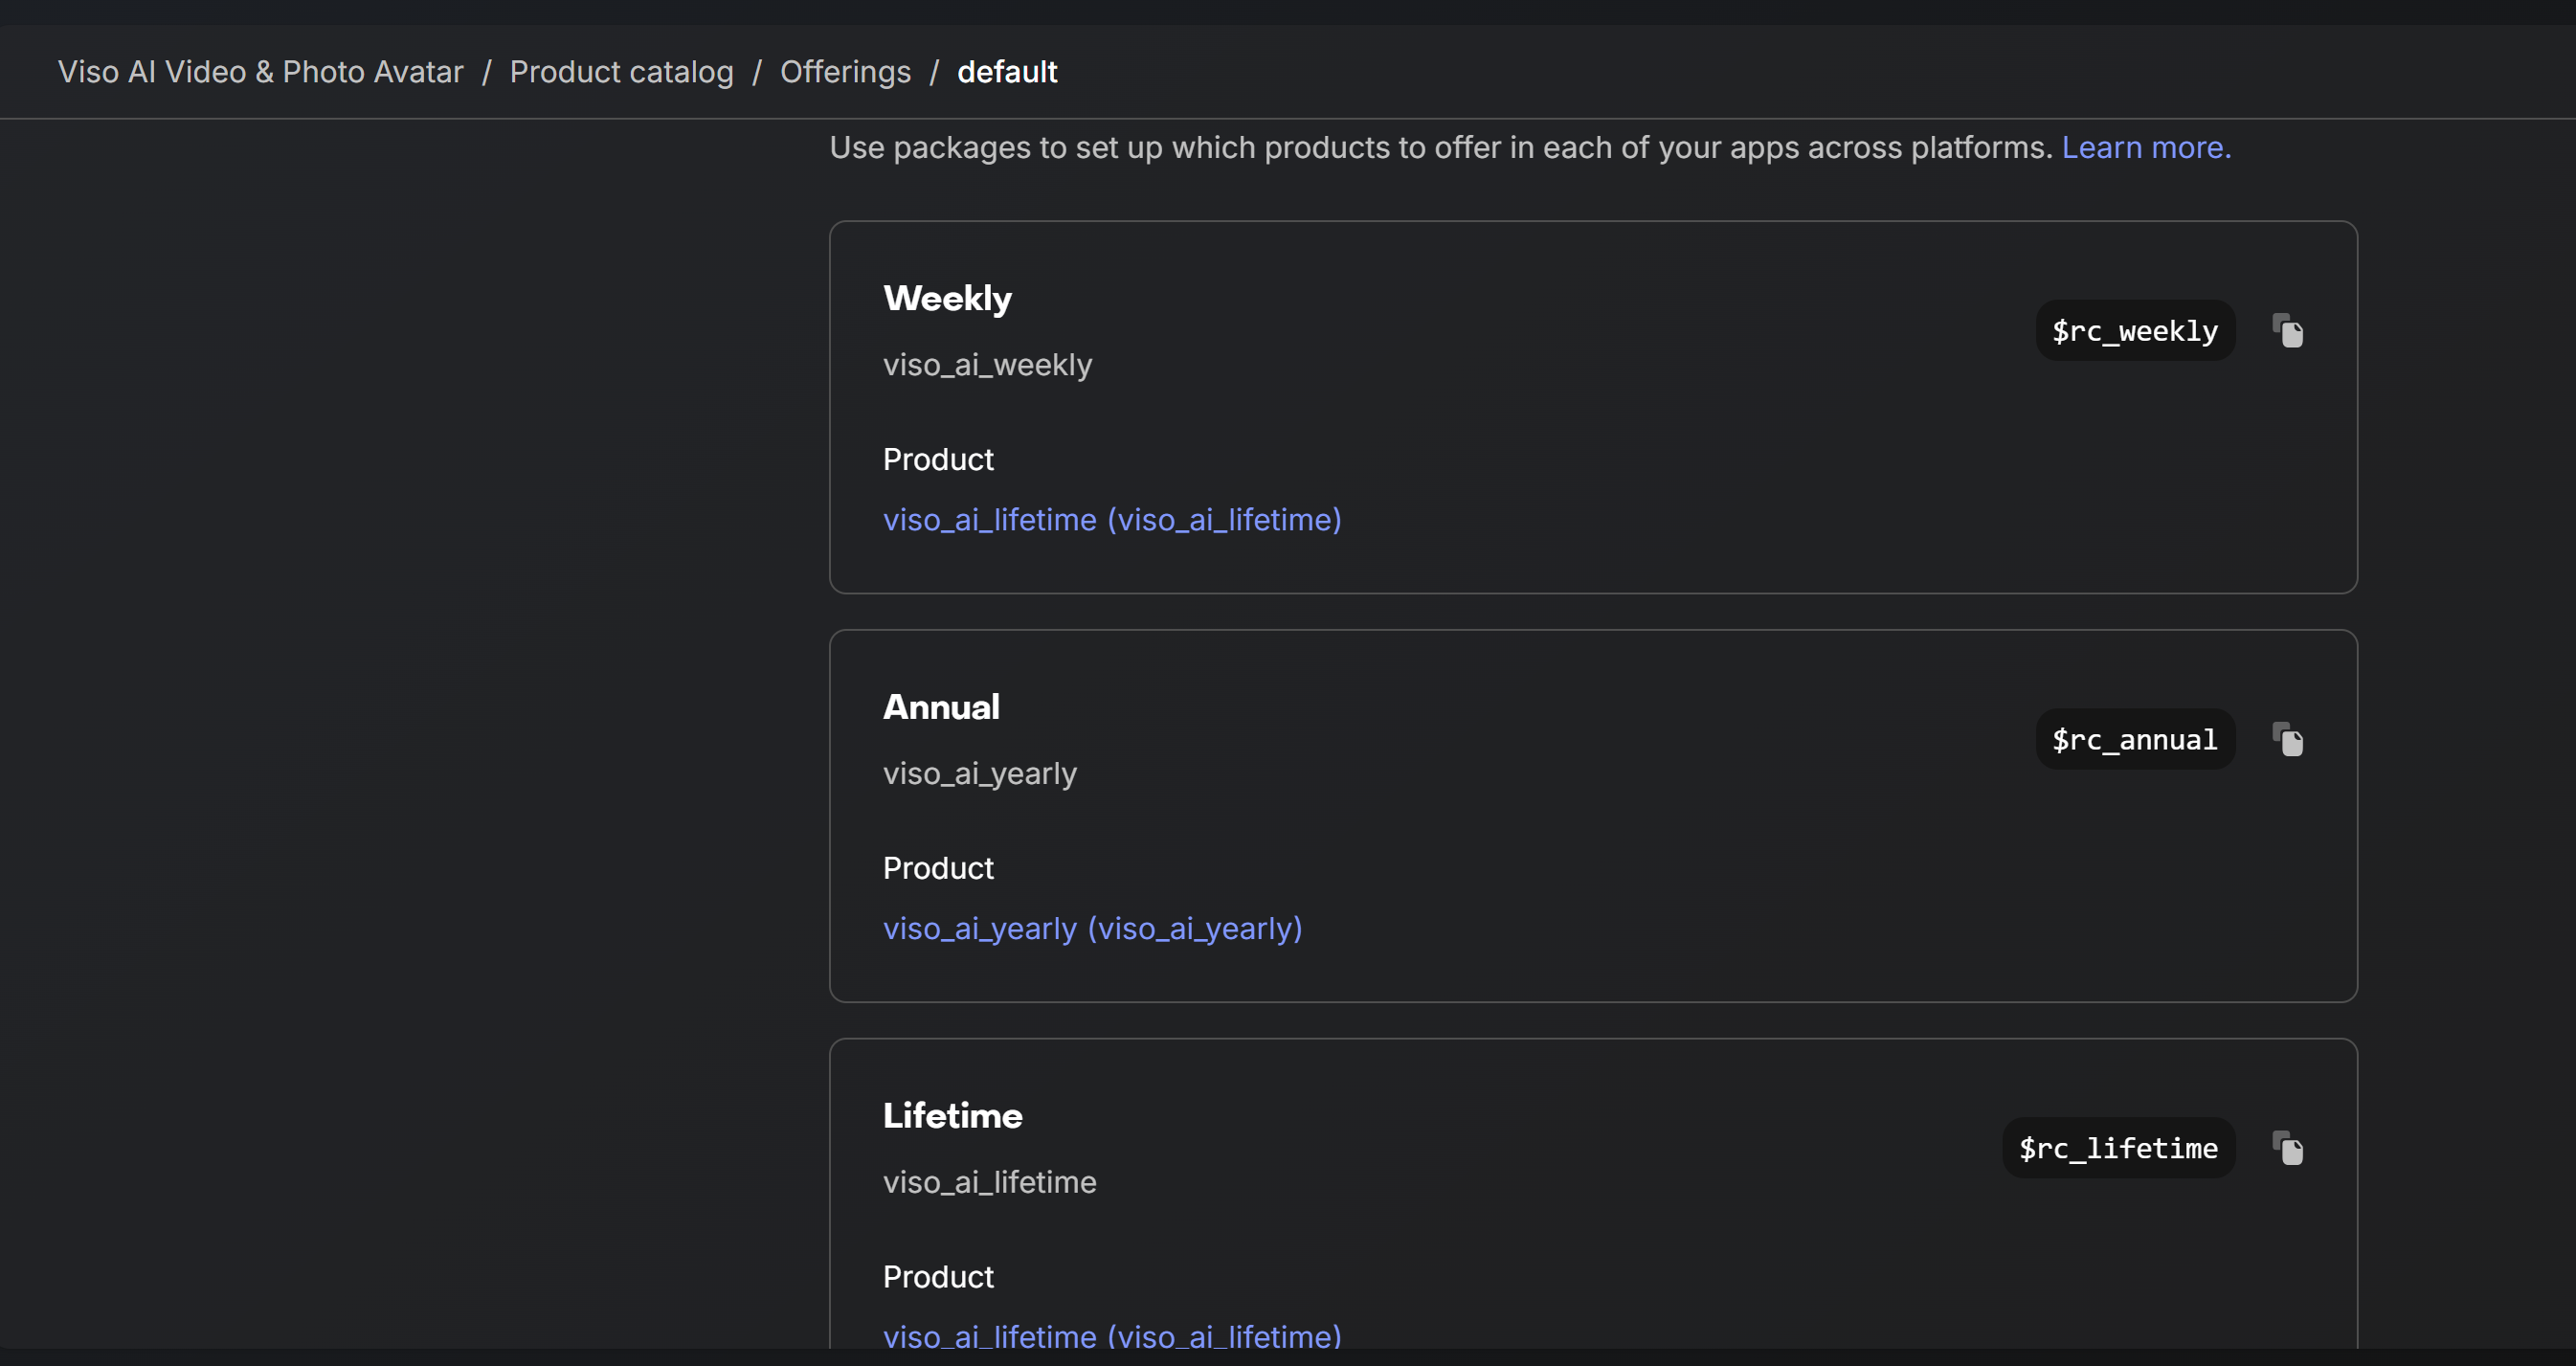 Viso AI Video & Photo Avatar / Product catalog / Offerings / default
Use packages to set up which products to offer in each of your apps across platforms. Learn more.
Weekly
$rc_weekly
viso_ai_weekly
Product
viso_ai_lifetime (viso_ai_lifetime)
Annual
$rc_annual
viso_ai_yearly
Product
viso_ai_yearly (viso_ai_yearly)
Lifetime
$rc_lifetime
viso_ai_lifetime
Product
viso_ai_lifetime (viso_ai_lifetime)